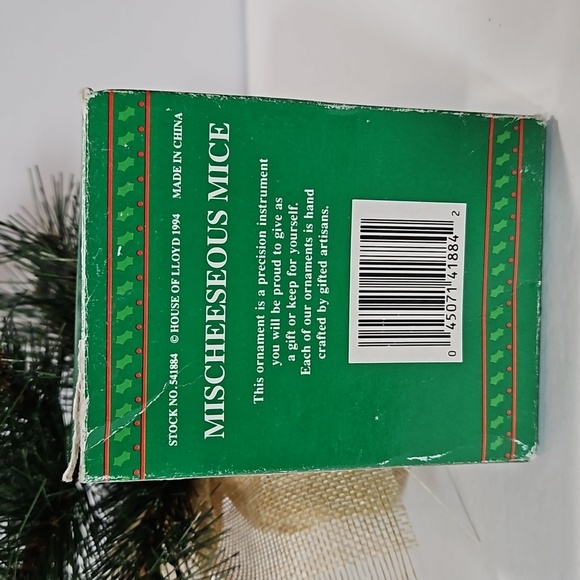 STOCK NO. 541884 © HOUSE OF LLOYD 1994 MADE IN CHINA
MISCHEESEOUS MICE
This ornament is a precision instrument
you will be proud to give as
a gift or keep for yourself.
Each of our ornaments is hand
crafted by gifted artisans.
0 45071 41884 2